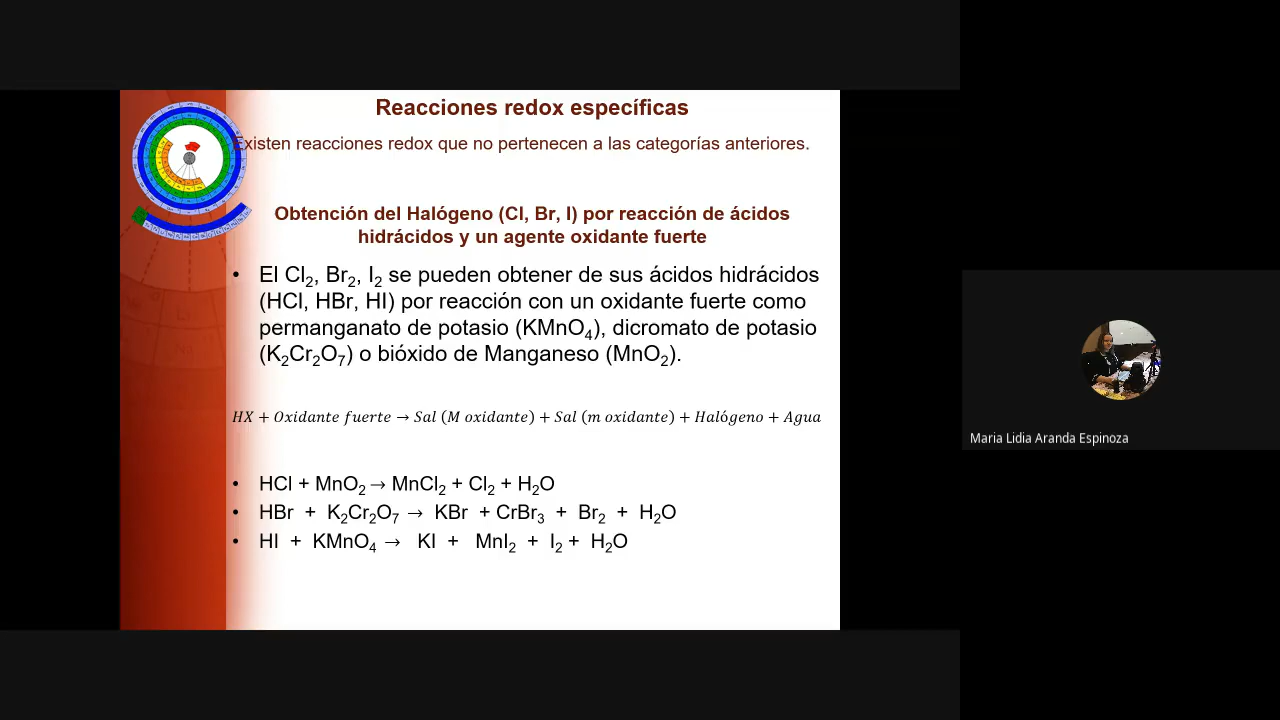 Reacciones redox específicas
Existen reacciones redox que no pertenecen a las categorías anteriores.
Obtención del Halógeno (Cl, Br, I) por reacción de ácidos
hidrácidos y un agente oxidante fuerte
• El Cl₂, Br₂, I₂ se pueden obtener de sus ácidos hidrácidos
(HCl, HBr, HI) por reacción con un oxidante fuerte como
permanganato de potasio (KMnO₄), dicromato de potasio
(K₂Cr₂O₇) o bióxido de Manganeso (MnO₂).
HX + Oxidante fuerte → Sal (M oxidante) + Sal (m oxidante) + Halógeno + Agua
• HCl + MnO₂ → MnCl₂ + Cl₂ + H₂O
• HBr + K₂Cr₂O₇ → KBr + CrBr₃ + Br₂ + H₂O
• HI + KMnO₄ → KI + MnI₂ + I₂ + H₂O
Maria Lidia Aranda Espinoza